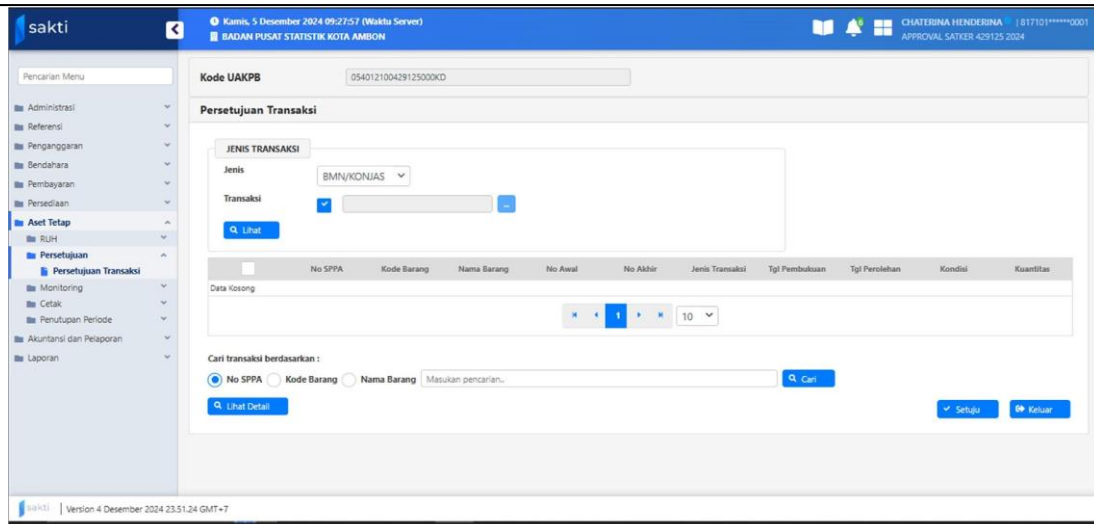 sakti
Kamis, 5 Desember 2024 09:27:57 (Waktu Server)
BADAN PUSAT STATISTIK KOTA AMBON
6
CHATERINA HENDERINA | 817101******0001
APPROVAL SATKER 429125 2024
Pencarian Menu
Administrasi
Referensi
Penganggaran
Bendahara
Pembayaran
Persediaan
Aset Tetap
RUH
Persetujuan
Persetujuan Transaksi
Monitoring
Cetak
Penutupan Periode
Akuntansi dan Pelaporan
Laporan
Kode UAKPB 054012100429125000KD
Persetujuan Transaksi
JENIS TRANSAKSI
Jenis BMN/KONJAS
Transaksi ...
Lihat
No SPPA Kode Barang Nama Barang No Awal No Akhir Jenis Transaksi Tgl Pembukuan Tgl Perolehan Kondisi Kuantitas
Data Kosong
1 10
Cari transaksi berdasarkan :
No SPPA Kode Barang Nama Barang Masukan pencarian.. Cari
Lihat Detail Setuju Keluar
sakti | Version 4 Desember 2024 23.51.24 GMT+7